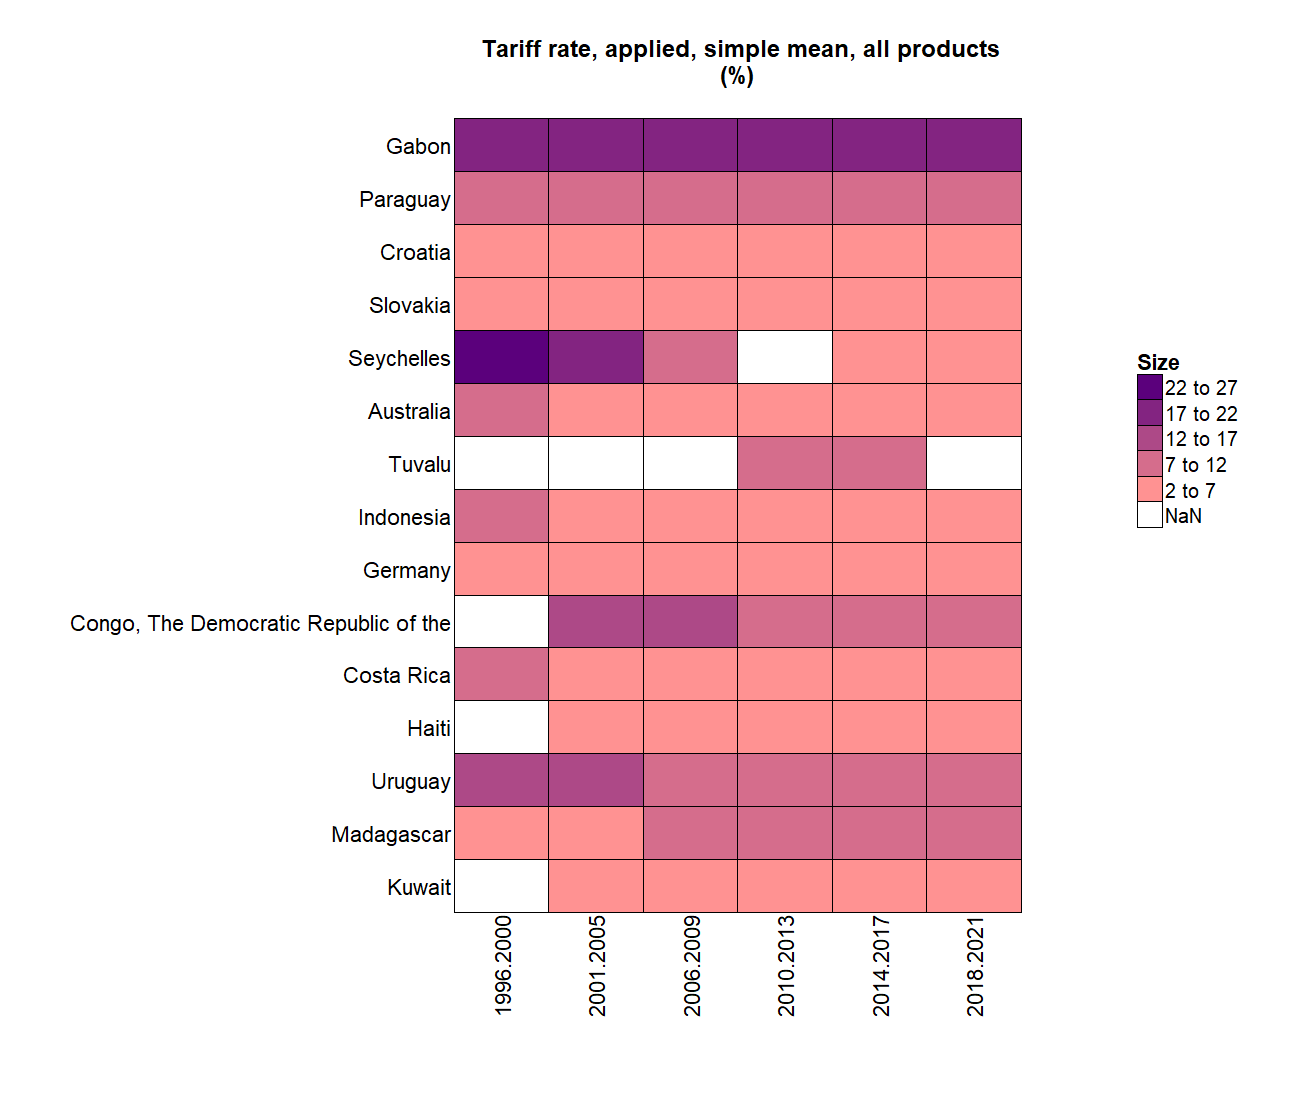 Tariff rate, applied, simple mean, all products
(%)
Gabon
Paraguay
Croatia
Slovakia
Seychelles
Australia
Tuvalu
Indonesia
Germany
Congo, The Democratic Republic of the
Costa Rica
Haiti
Uruguay
Madagascar
Kuwait
1996.2000
2001.2005
2006.2009
2010.2013
2014.2017
2018.2021
Size
22 to 27
17 to 22
12 to 17
7 to 12
2 to 7
NaN